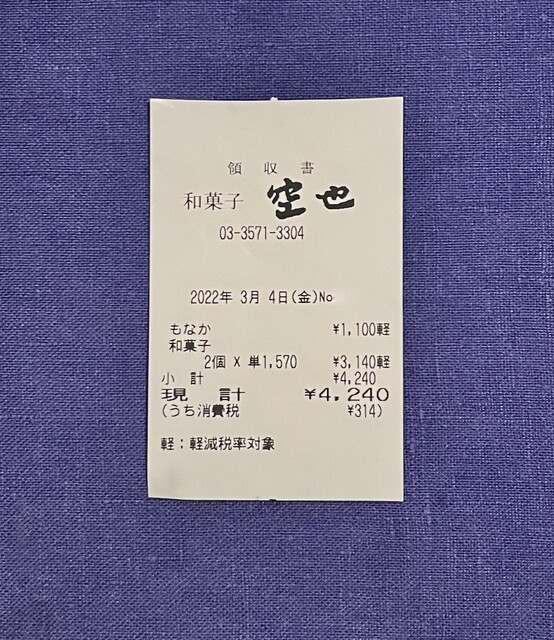 領 収 書
和菓子 空也
03-3571-3304
2022年 3月 4日(金)No
もなか ¥1,100軽
和菓子
2個 X 単1,570 ¥3,140軽
小 計 ¥4,240
現 計 ¥4,240
(うち消費税 ¥314)
軽:軽減税率対象